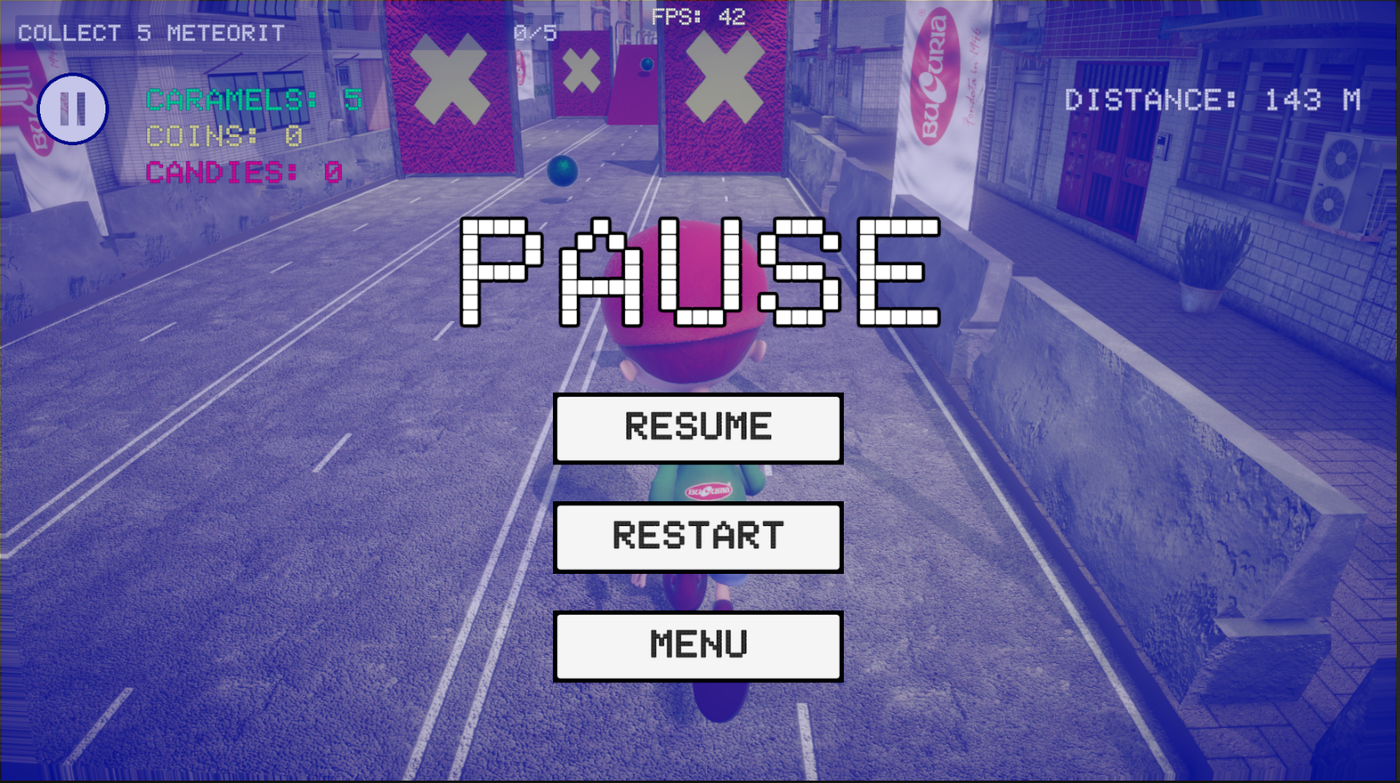 FPS: 42
COLLECT 5 METEORIT
0/5
CARAMELS: 5
COINS: 0
CANDIES: 0
DISTANCE: 143 M
PAUSE
RESUME
RESTART
MENU